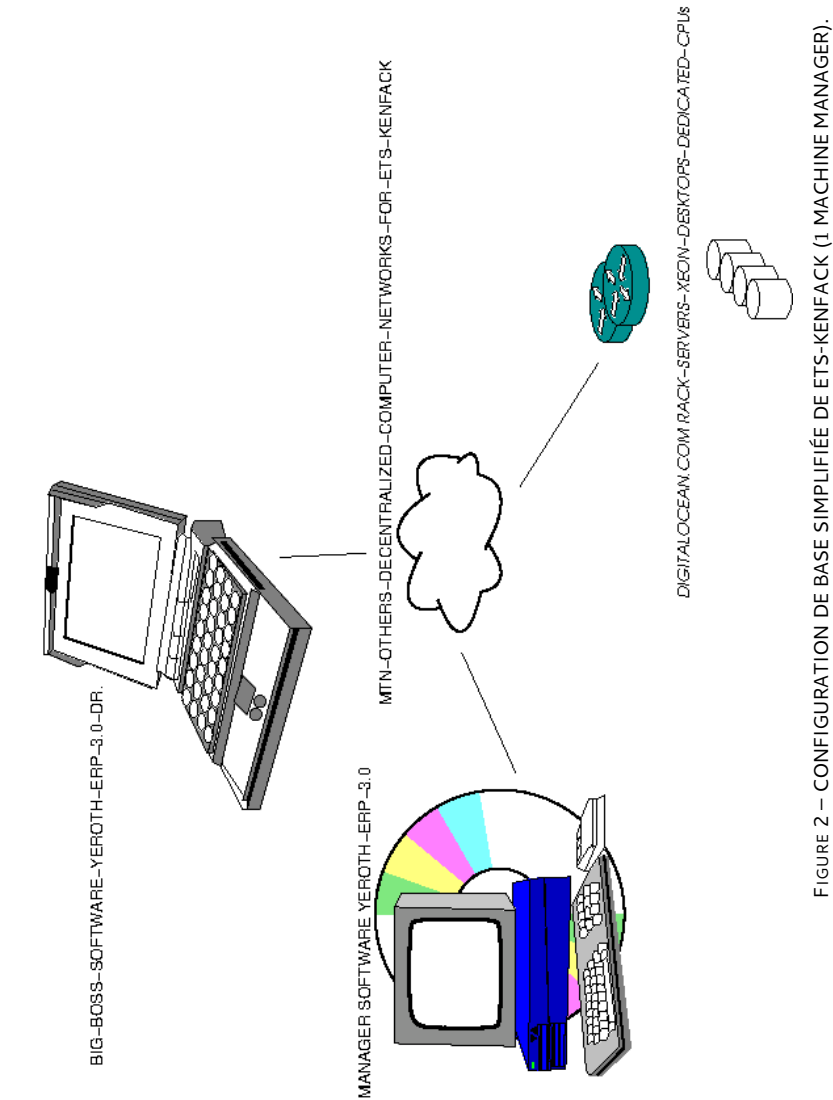 BIG-BOSS-SOFTWARE-YEROTH-ERP-3.0-DR.
MANAGER SOFTWARE YEROTH-ERP-3.0
MTN-OTHERS-DECENTRALIZED-COMPUTER-NETWORKS-FOR-ETS-KENFACK
DIGITALOCEAN.COM RACK-SERVERS-XEON-DESKTOPS-DEDICATED-CPUs
FIGURE 2 – CONFIGURATION DE BASE SIMPLIFIÉE DE ETS-KENFACK (1 MACHINE MANAGER).